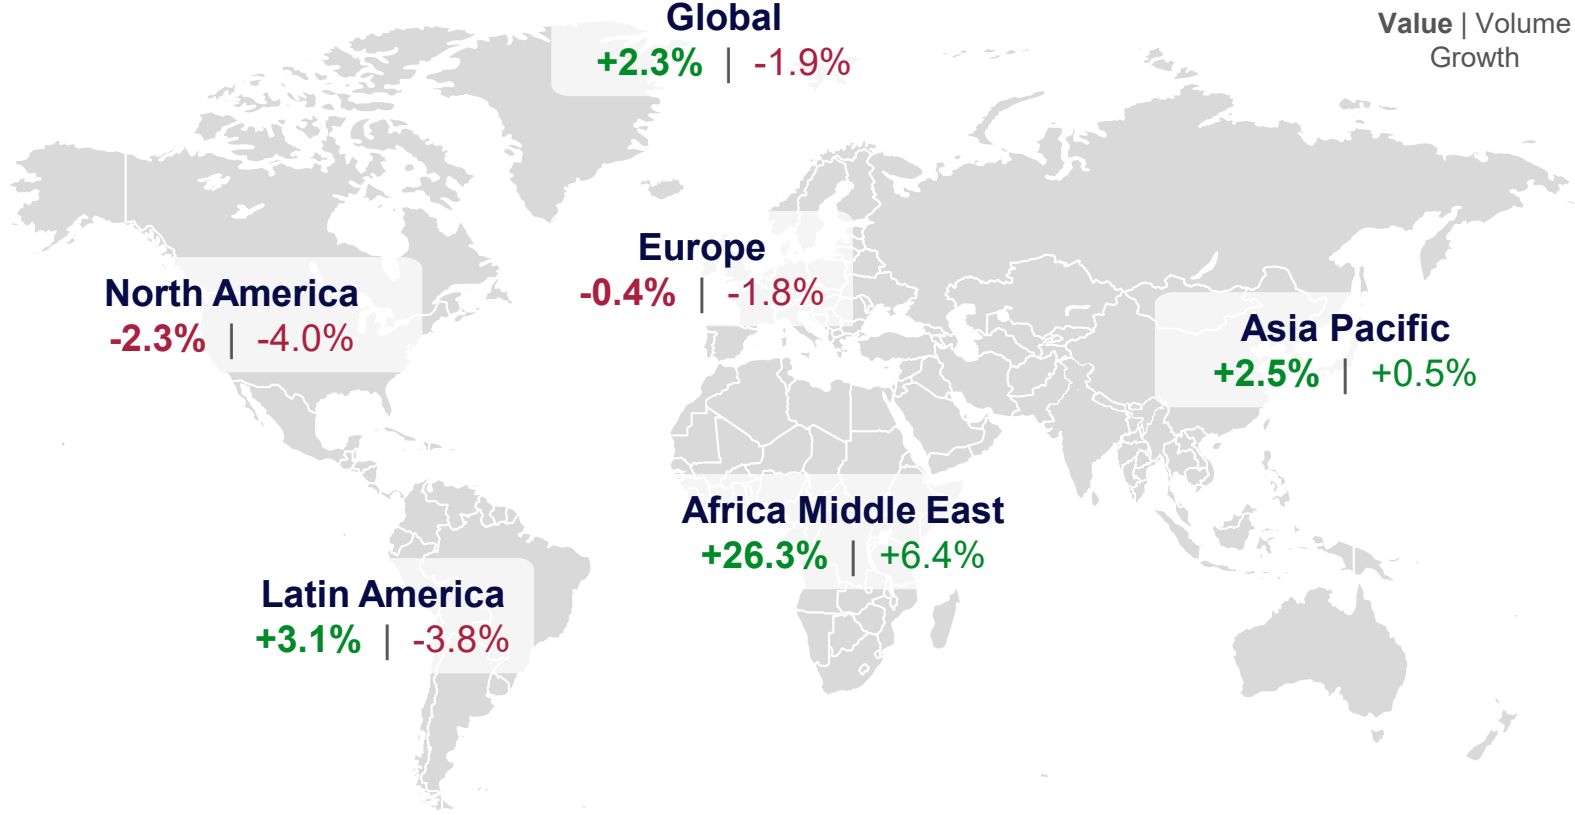 Global
+2.3% | -1.9%
Value | Volume
Growth
Europe
-0.4% | -1.8%
North America
-2.3% | -4.0%
Asia Pacific
+2.5% | +0.5%
Africa Middle East
+26.3% | +6.4%
Latin America
+3.1% | -3.8%